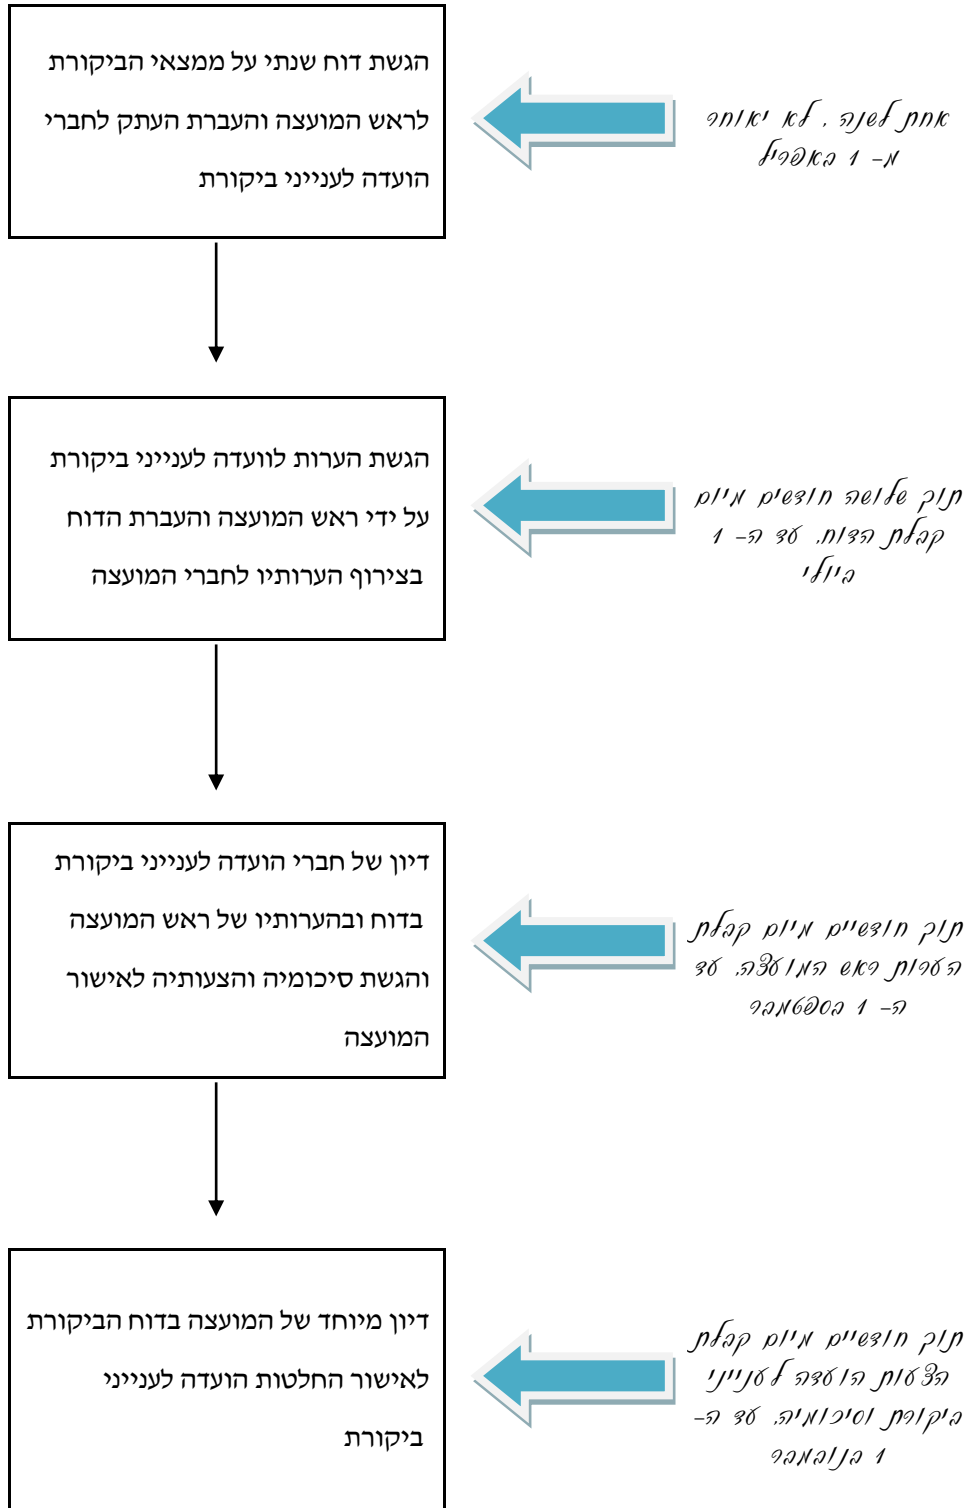 הגשת דוח שנתי על ממצאי הביקורת
לראש המועצה והעברת העתק לחברי
הועדה לענייני ביקורת
אחת לשנה , לא יאוחר
מ- 1 באפריל
הגשת הערות לוועדה לענייני ביקורת
על ידי ראש המועצה והעברת הדוח
בצירוף הערותיו לחברי המועצה
תוך שלושה חודשים מיום
קבלת הדוח, עד ה- 1
ביולי
דיון של חברי הועדה לענייני ביקורת
בדוח ובהערותיו של ראש המועצה
והגשת סיכומיה והצעותיה לאישור
המועצה
תוך חודשיים מיום קבלת
הערות ראש המועצה, עד
ה- 1 בספטמבר
דיון מיוחד של המועצה בדוח הביקורת
לאישור החלטות הועדה לענייני
ביקורת
תוך חודשיים מיום קבלת
הצעות הועדה לענייני
ביקורת וסיכומיה, עד ה-
1 בנובמבר